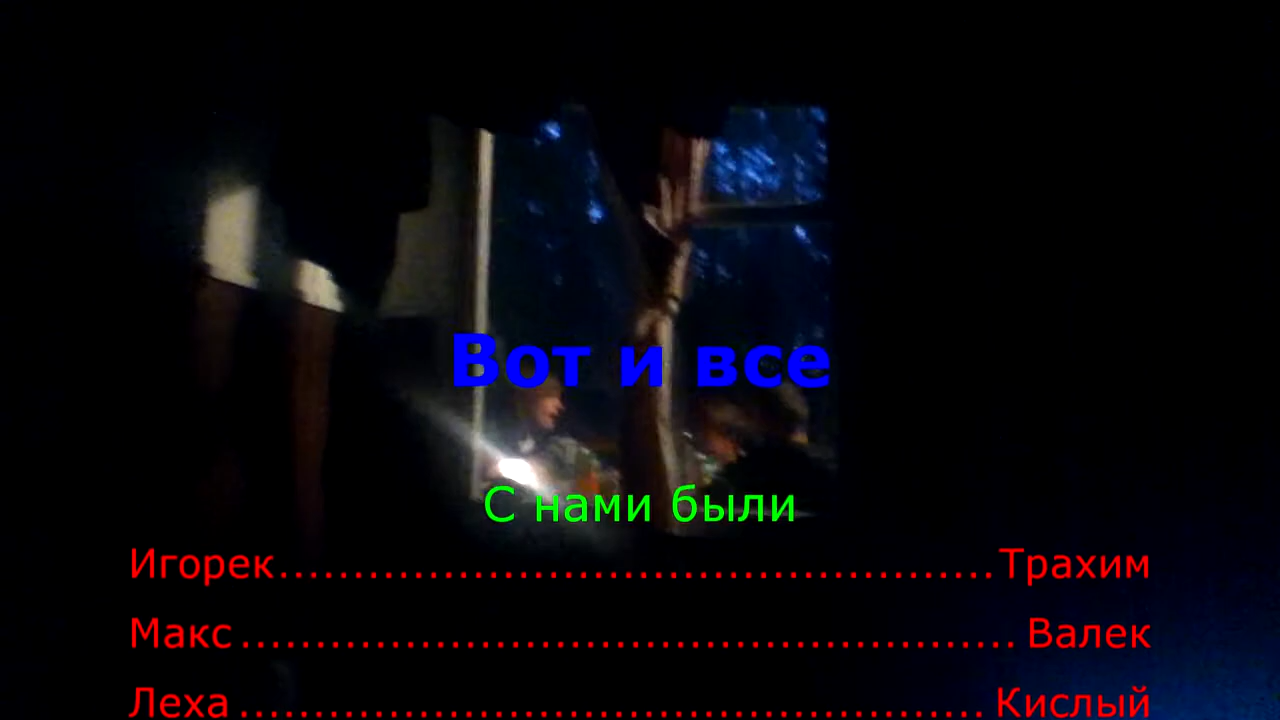 Вот и все
С нами были
Игорек................................................Трахим
Макс....................................................Валек
Леха..................................................Кислый